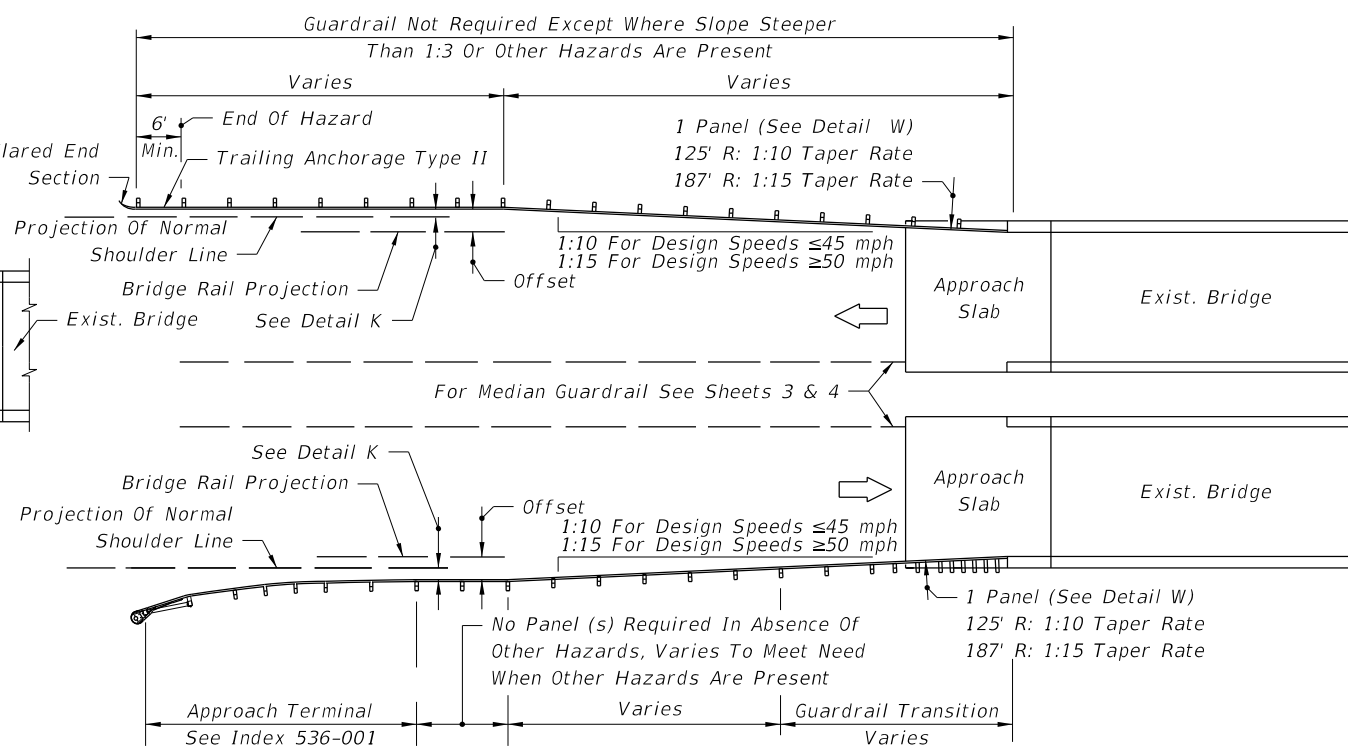 Guardrail Not Required Except Where Slope Steeper
Than 1:3 Or Other Hazards Are Present
Varies
Varies
6'
Min.
End Of Hazard
Trailing Anchorage Type II
lared End
Section
1 Panel (See Detail W)
125' R: 1:10 Taper Rate
187' R: 1:15 Taper Rate
Projection Of Normal
Shoulder Line
1:10 For Design Speeds ≤45 mph
1:15 For Design Speeds ≥50 mph
Bridge Rail Projection
Offset
See Detail K
Exist. Bridge
Approach
Slab
Exist. Bridge
For Median Guardrail See Sheets 3 & 4
See Detail K
Bridge Rail Projection
Offset
Projection Of Normal
Shoulder Line
1:10 For Design Speeds ≤45 mph
1:15 For Design Speeds ≥50 mph
Approach
Slab
Exist. Bridge
1 Panel (See Detail W)
125' R: 1:10 Taper Rate
187' R: 1:15 Taper Rate
No Panel (s) Required In Absence Of
Other Hazards, Varies To Meet Need
When Other Hazards Are Present
Approach Terminal
See Index 536-001
Varies
Guardrail Transition
Varies